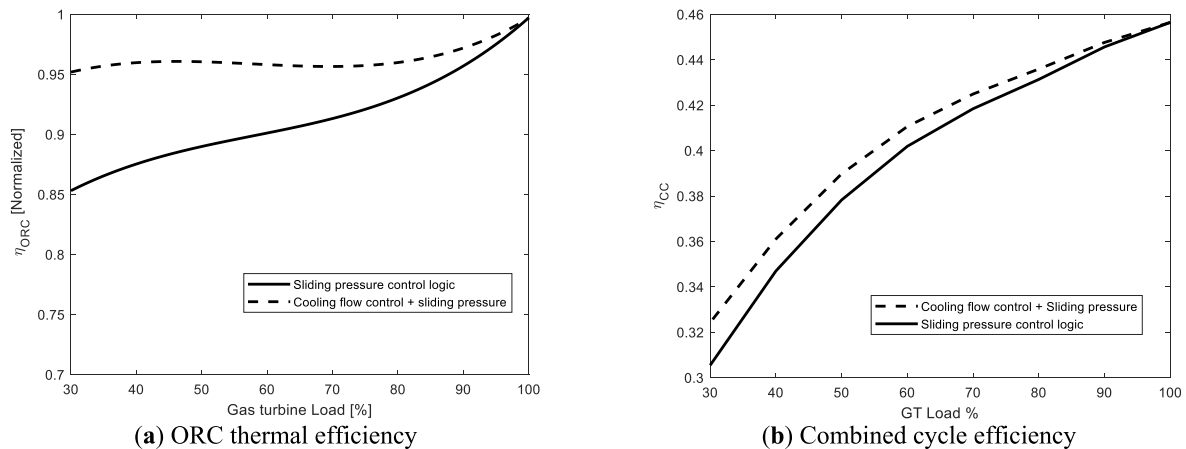 1
0.95
0.9
0.85
0.8
0.75
0.7
30 40 50 60 70 80 90 100
η_ORC [Normalized]
Gas turbine Load [%]
Sliding pressure control logic
Cooling flow control + sliding pressure
(a) ORC thermal efficiency
0.46
0.44
0.42
0.4
0.38
0.36
0.34
0.32
0.3
30 40 50 60 70 80 90 100
η_CC
GT Load %
Cooling flow control + Sliding pressure
Sliding pressure control logic
(b) Combined cycle efficiency